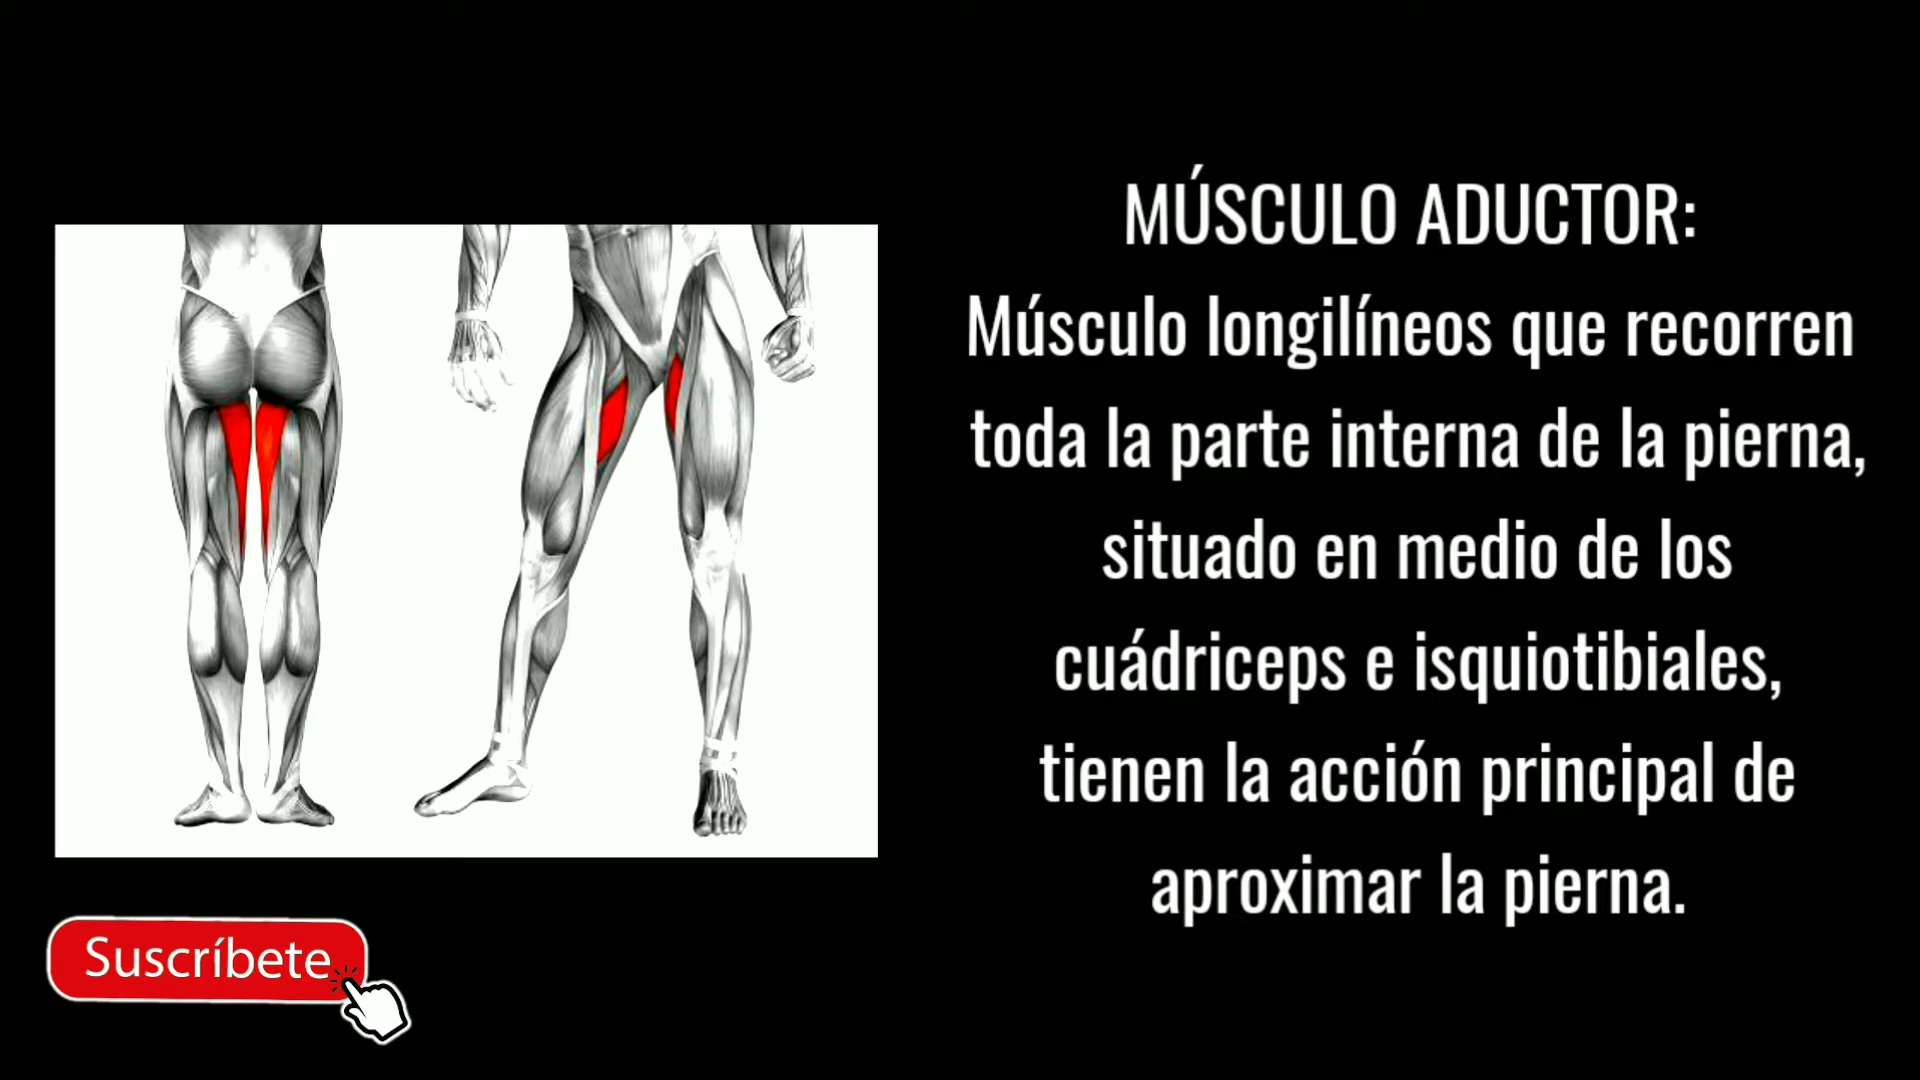 MÚSCULO ADUCTOR:
Músculo longilíneos que recorren
toda la parte interna de la pierna,
situado en medio de los
cuádriceps e isquiotibiales,
tienen la acción principal de
aproximar la pierna.
Suscríbete